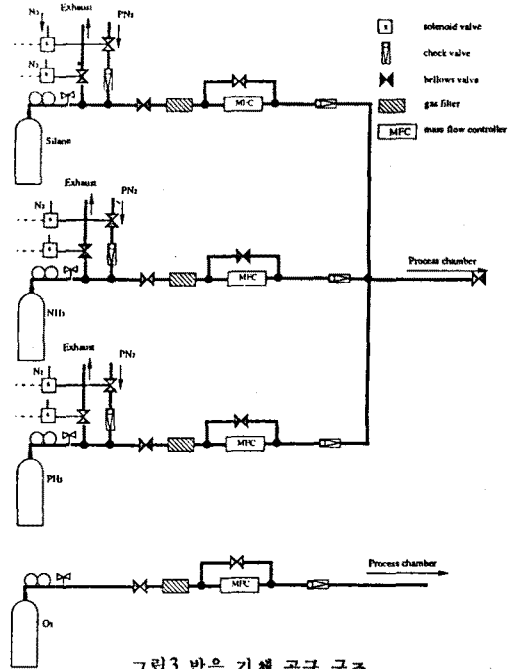 N₂
Exhaust
PN₂
N₂
s
s
MFC
Silane
s solenoid valve
check valve
bellows valve
gas filter
MFC mass flow controller
Exhaust
PN₂
N₂
s
s
MFC
NH₃
Process chamber
Exhaust
PN₂
N₂
s
s
MFC
PH₃
Process chamber
MFC
O₂
그림3 반응 기체 공급 구조